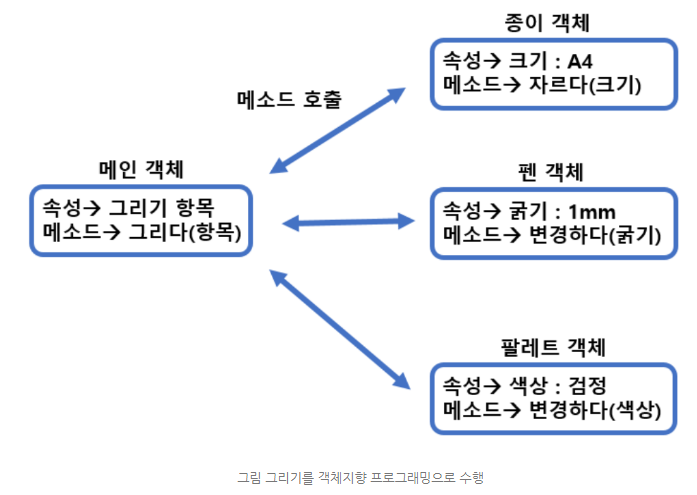 종이 객체
속성→ 크기 : A4
메소드→ 자르다(크기)
메소드 호출
메인 객체
속성→ 그리기 항목
메소드→ 그리다(항목)
펜 객체
속성→ 굵기 : 1mm
메소드→ 변경하다(굵기)
팔레트 객체
속성→ 색상 : 검정
메소드→ 변경하다(색상)
그림 그리기를 객체지향 프로그래밍으로 수행